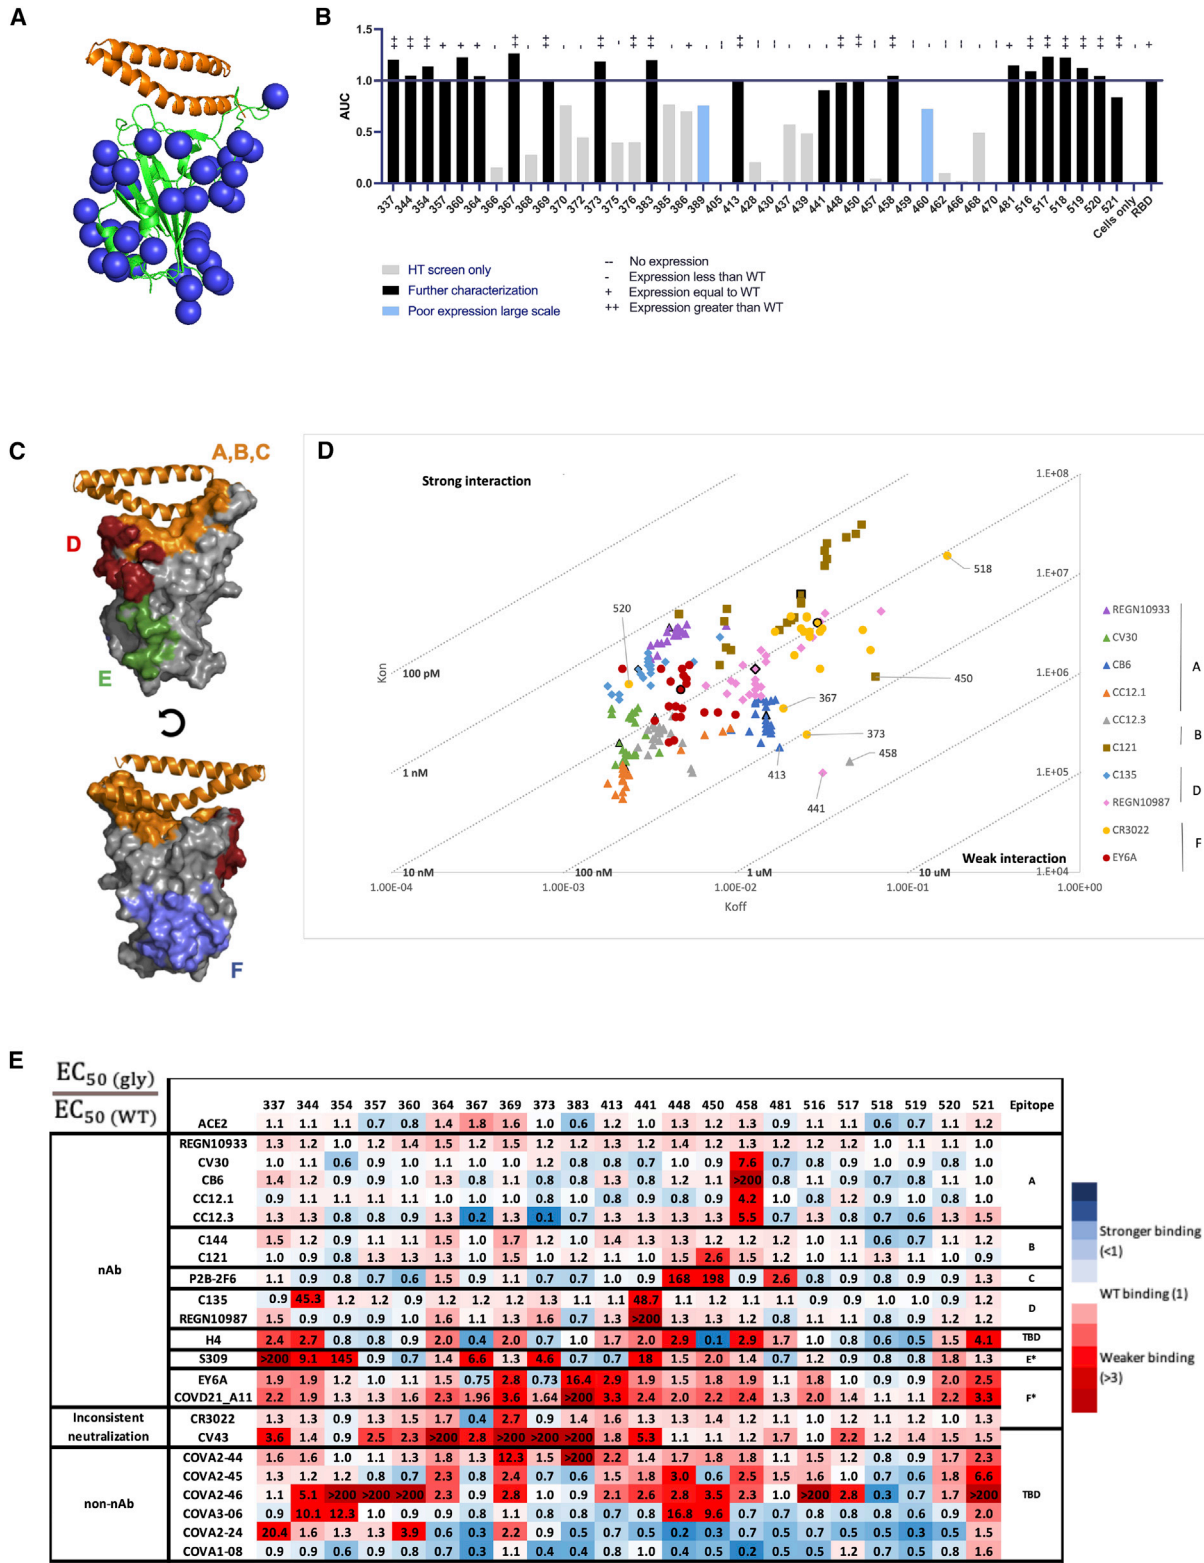 A
B
1.5
1.0
0.5
0.0
AUC
337 344 354 357 360 364 366 367 368 369 370 372 373 375 376 383 385 386 389 405 413 428 430 437 439 441 448 450 457 458 459 460 462 466 468 470 481 516 517 518 519 520 521 Cells only RBD
HT screen only
Further characterization
Poor expression large scale
-- No expression
- Expression less than WT
+ Expression equal to WT
++ Expression greater than WT
C
A,B,C
D
E
F
D
Strong interaction
Weak interaction
1.E+08
1.E+07
1.E+06
1.E+05
1.E+04
Kon
100 pM
1 nM
10 nM
100 nM
1 uM
10 uM
520
518
450
367
373
458
413
441
1.00E-04 1.00E-03 1.00E-02 1.00E-01 1.00E+00
Koff
REGN10933
CV30
CB6
CC12.1
CC12.3
C121
C135
REGN10987
CR3022
EY6A
A
B
D
F
E
EC50 (gly)
EC50 (WT)
337 344 354 357 360 364 367 369 373 383 413 441 448 450 458 481 516 517 518 519 520 521 Epitope
ACE2 1.1 1.1 1.1 0.7 0.8 1.4 1.8 1.6 1.0 0.6 1.2 1.0 1.3 1.2 1.3 0.9 1.1 1.1 0.6 0.7 1.1 1.2
nAb
REGN10933 1.3 1.2 1.0 1.2 1.4 1.5 1.2 1.5 1.2 1.2 1.2 1.3 1.2 1.4 1.2 1.3 1.2 1.2 1.2 1.0 1.1 1.1 1.0
CV30 1.0 1.1 0.6 0.9 1.0 1.1 1.0 1.0 1.2 0.8 0.8 0.7 1.0 0.9 7.6 0.7 0.8 0.9 1.0 0.9 0.8 1.0
CB6 1.4 1.2 0.9 0.9 1.0 1.3 0.8 1.1 0.8 0.8 1.3 0.8 1.2 0.9 >200 0.8 0.9 0.9 0.7 0.7 0.9 1.0
CC12.1 0.9 1.1 1.1 1.1 1.1 1.0 1.0 1.0 0.8 1.0 0.8 0.9 0.8 0.9 4.2 1.0 0.8 1.2 0.9 1.0 0.8 1.0
CC12.3 1.3 1.3 0.8 0.8 0.9 1.3 0.2 1.3 0.1 0.7 1.3 1.3 1.3 1.3 5.5 0.7 1.3 0.8 0.7 0.6 1.3 1.5
A
C144 1.5 1.2 0.9 1.1 1.1 1.5 1.0 1.7 1.2 1.0 1.4 1.3 1.3 1.2 1.2 1.2 1.0 1.1 0.6 0.7 1.1 1.2
C121 1.0 0.9 0.8 1.3 1.3 1.3 1.0 1.5 1.0 1.2 1.1 1.0 1.5 2.6 1.5 1.2 1.0 1.1 1.3 1.1 1.0 0.9
B
P2B-2F6 1.1 0.9 0.8 0.7 0.6 1.5 0.9 1.1 0.7 0.7 1.0 0.9 168 198 0.9 2.6 0.8 0.9 0.8 0.9 0.9 1.3
C
C135 0.9 45.3 1.2 1.2 0.9 1.2 1.2 1.2 1.3 1.1 1.1 48.7 1.1 1.2 1.1 1.1 0.9 0.9 1.0 1.0 0.9 1.2
REGN10987 1.5 0.9 0.9 0.9 1.0 1.6 1.1 1.3 1.6 0.7 1.3 >200 1.3 1.3 1.2 0.9 0.8 1.1 0.8 0.8 1.1 1.2
D
H4 2.4 2.7 0.8 0.8 0.9 2.0 0.4 2.0 0.7 1.0 1.7 2.0 2.9 0.1 2.9 1.7 1.0 0.8 0.6 0.5 1.5 4.1
TBD
S309 >200 9.1 145 0.9 0.7 1.4 6.6 1.3 4.6 0.7 0.7 18 1.5 2.0 1.4 0.7 1.2 0.9 0.8 0.8 1.8 1.3
E*
EY6A 1.9 1.9 1.2 1.0 1.1 1.5 0.75 2.8 0.73 16.4 2.9 1.9 1.5 1.8 1.9 1.1 1.8 1.0 0.9 0.9 2.0 2.5
COVD21_A11 2.2 1.9 1.3 1.3 1.6 2.3 1.96 3.6 1.64 >200 3.3 2.4 2.0 2.2 2.4 1.7 2.0 1.4 1.1 1.1 2.2 3.3
F*
Inconsistent neutralization
CR3022 1.3 1.3 0.9 1.3 1.5 1.7 0.4 2.7 0.9 1.4 1.6 1.3 1.3 1.4 1.2 1.1 1.0 1.2 1.1 1.2 1.0 1.3
CV43 3.6 1.4 0.9 2.5 2.3 >200 2.8 >200 >200 >200 1.8 5.3 1.1 1.1 1.2 1.7 1.0 2.2 1.2 1.4 1.5 1.5
non-nAb
COVA2-44 1.6 1.6 1.0 1.1 1.3 1.8 1.3 12.3 1.5 >200 2.2 1.4 1.7 1.8 1.8 1.1 1.5 1.2 0.8 0.9 1.7 2.3
COVA2-45 1.3 1.2 1.2 0.8 0.7 2.3 0.8 2.4 0.7 0.6 1.5 1.8 3.0 0.6 2.5 1.5 1.6 1.0 0.7 0.6 1.8 6.6
COVA2-46 1.1 5.1 >200 >200 >200 2.3 0.9 2.8 1.0 0.9 2.1 2.6 2.8 3.5 2.3 1.0 >200 2.8 0.3 0.7 1.7 >200
COVA3-06 0.9 10.1 12.3 1.0 0.9 0.9 0.8 1.1 0.8 0.8 0.9 0.6 16.8 9.6 0.7 0.7 0.8 0.8 0.8 0.6 0.9 2.0
COVA2-24 20.4 1.6 1.3 1.3 3.9 0.6 0.3 2.2 0.9 0.5 0.7 0.6 0.2 0.3 0.7 0.5 0.7 0.5 0.5 0.3 0.5 1.5
COVA1-08 0.9 0.9 0.6 0.9 0.8 0.7 0.3 1.1 0.4 0.4 0.8 1.0 0.4 0.5 0.2 0.5 0.5 1.2 0.7 0.5 0.8 1.6
TBD
Stronger binding
(<1)
WT binding (1)
Weaker binding
(>3)